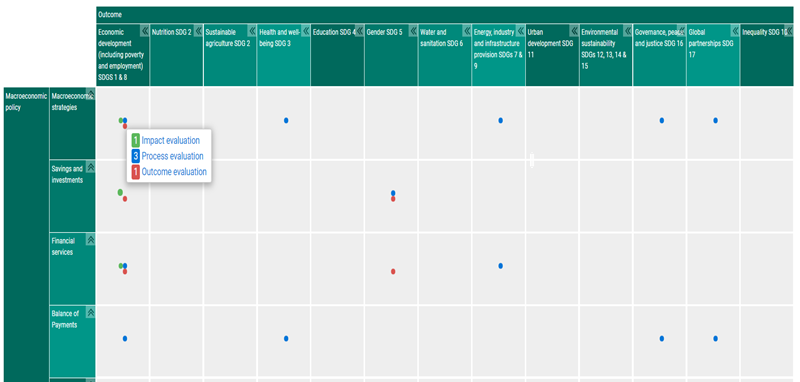 Outcome
Economic
development
(including poverty
and employment)
SDGS 1 & 8
Nutrition SDG 2
Sustainable
agriculture SDG 2
Health and well-
being SDG 3
Education SDG 4
Gender SDG 5
Water and
sanitation SDG 6
Energy, industry
and infrastructure
provision SDGs 7 &
9
Urban
development SDG
11
Environmental
sustainability
SDGs 12, 13, 14 &
15
Governance, peace
and justice SDG 16
Global
partnerships SDG
17
Inequality SDG 10
Macroeconomic
policy
Macroeconomic
strategies
1 Impact evaluation
3 Process evaluation
1 Outcome evaluation
Savings and
investments
Financial
services
Balance of
Payments